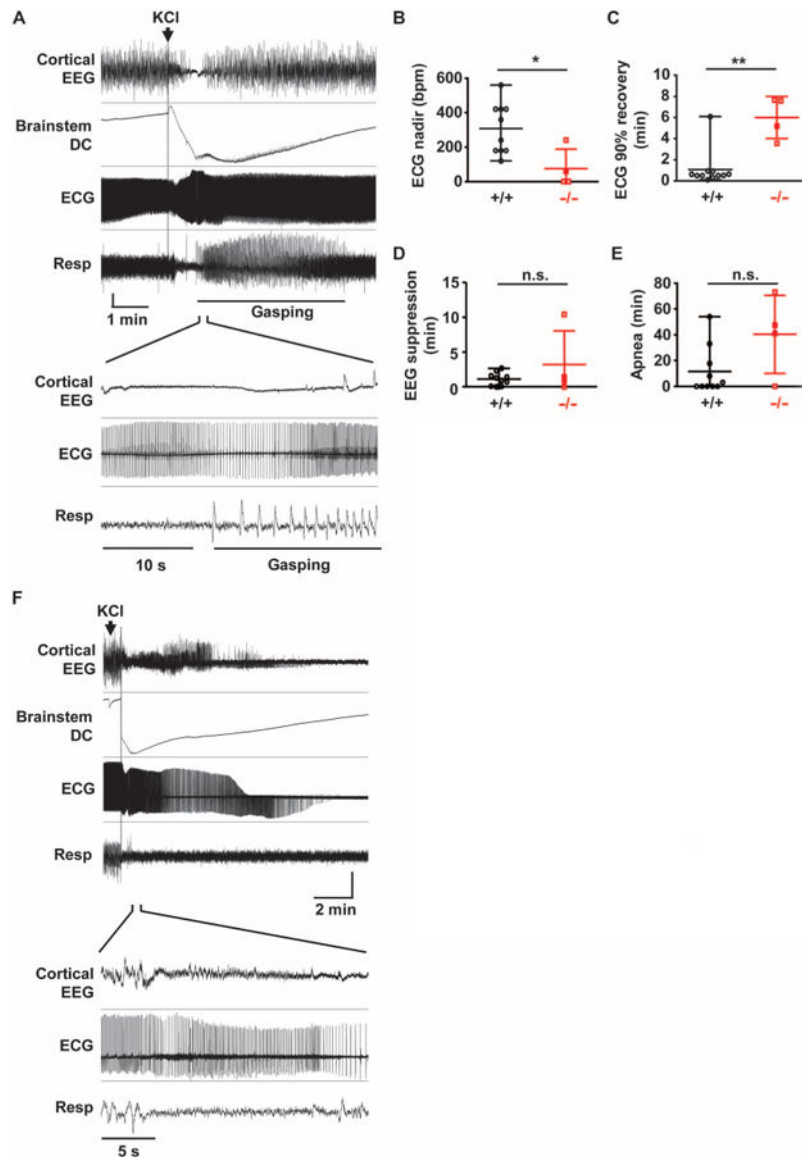 A
KCl
Cortical
EEG
Brainstem
DC
ECG
Resp
1 min
Gasping
Cortical
EEG
ECG
Resp
10 s
Gasping
B
*
ECG nadir (bpm)
600
400
200
0
+/+
-/-
C
**
ECG 90% recovery
(min)
10
8
6
4
2
0
+/+
-/-
D
n.s.
EEG suppression
(min)
15
10
5
0
+/+
-/-
E
n.s.
Apnea (min)
80
60
40
20
0
+/+
-/-
F
KCl
Cortical
EEG
Brainstem
DC
ECG
Resp
2 min
Cortical
EEG
ECG
Resp
5 s